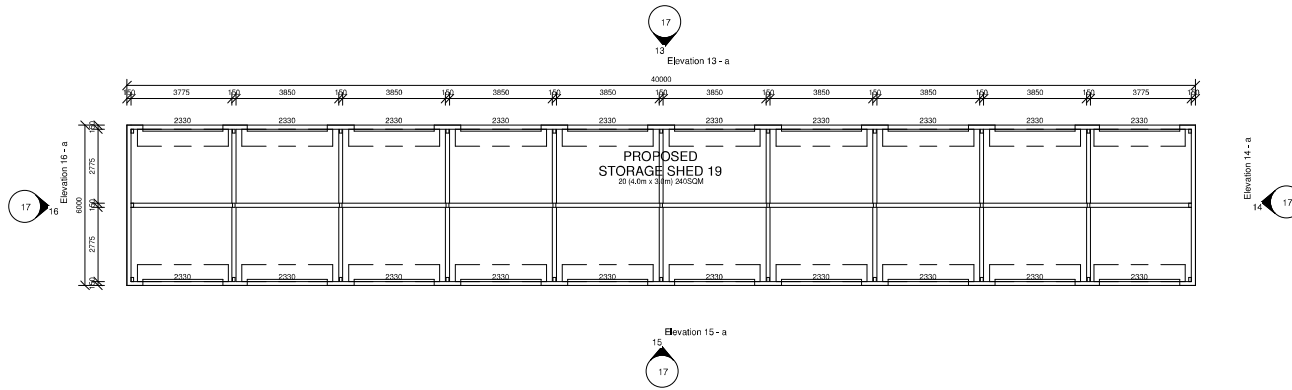 17
13
Elevation 13 - a
40000
150 3775 150 3850 150 3850 150 3850 150 3850 150 3850 150 3850 150 3850 150 3850 150 3775 150
2330 2330 2330 2330 2330 2330 2330 2330 2330 2330
150
2775
150
2775
150
6000
Elevation 16 - a
17
16
PROPOSED
STORAGE SHED 19
20 (4.0m x 3.0m) 240SQM
Elevation 14 - a
14
17
2330 2330 2330 2330 2330 2330 2330 2330 2330 2330
Elevation 15 - a
15
17